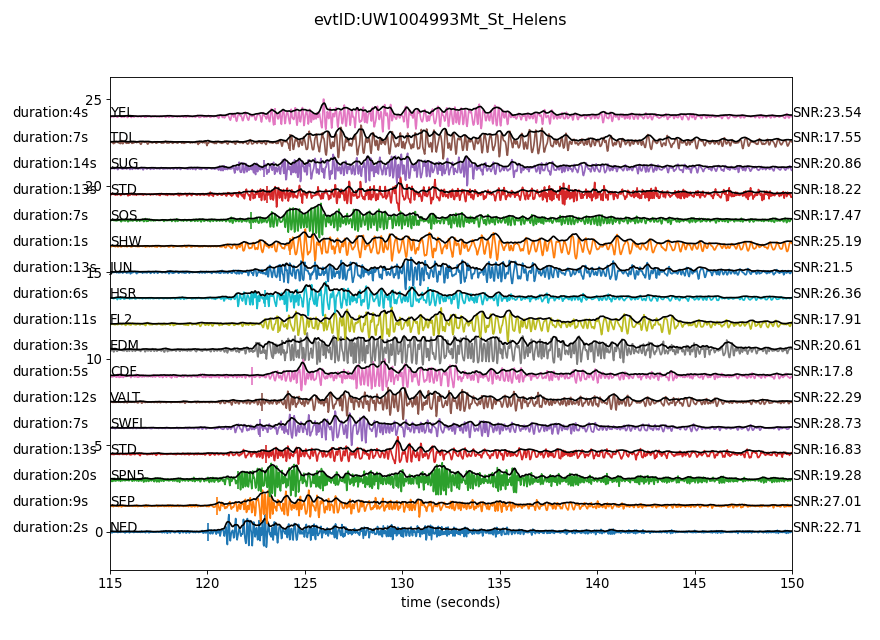 evtID:UW1004993Mt_St_Helens
25
duration:4s YEL SNR:23.54
duration:7s TDL SNR:17.55
duration:14s SUG SNR:20.86
20
duration:13s STD SNR:18.22
duration:7s SOS SNR:17.47
duration:1s SHW SNR:25.19
duration:13s JUN SNR:21.5
15
duration:6s HSR SNR:26.36
duration:11s FL2 SNR:17.91
duration:3s EDM SNR:20.61
10
duration:5s CDF SNR:17.8
duration:12s VALT SNR:22.29
duration:7s SWFL SNR:28.73
5
duration:13s STD SNR:16.83
duration:20s SPN5 SNR:19.28
duration:9s SEP SNR:27.01
duration:2s NED SNR:22.71
0
115 120 125 130 135 140 145 150
time (seconds)